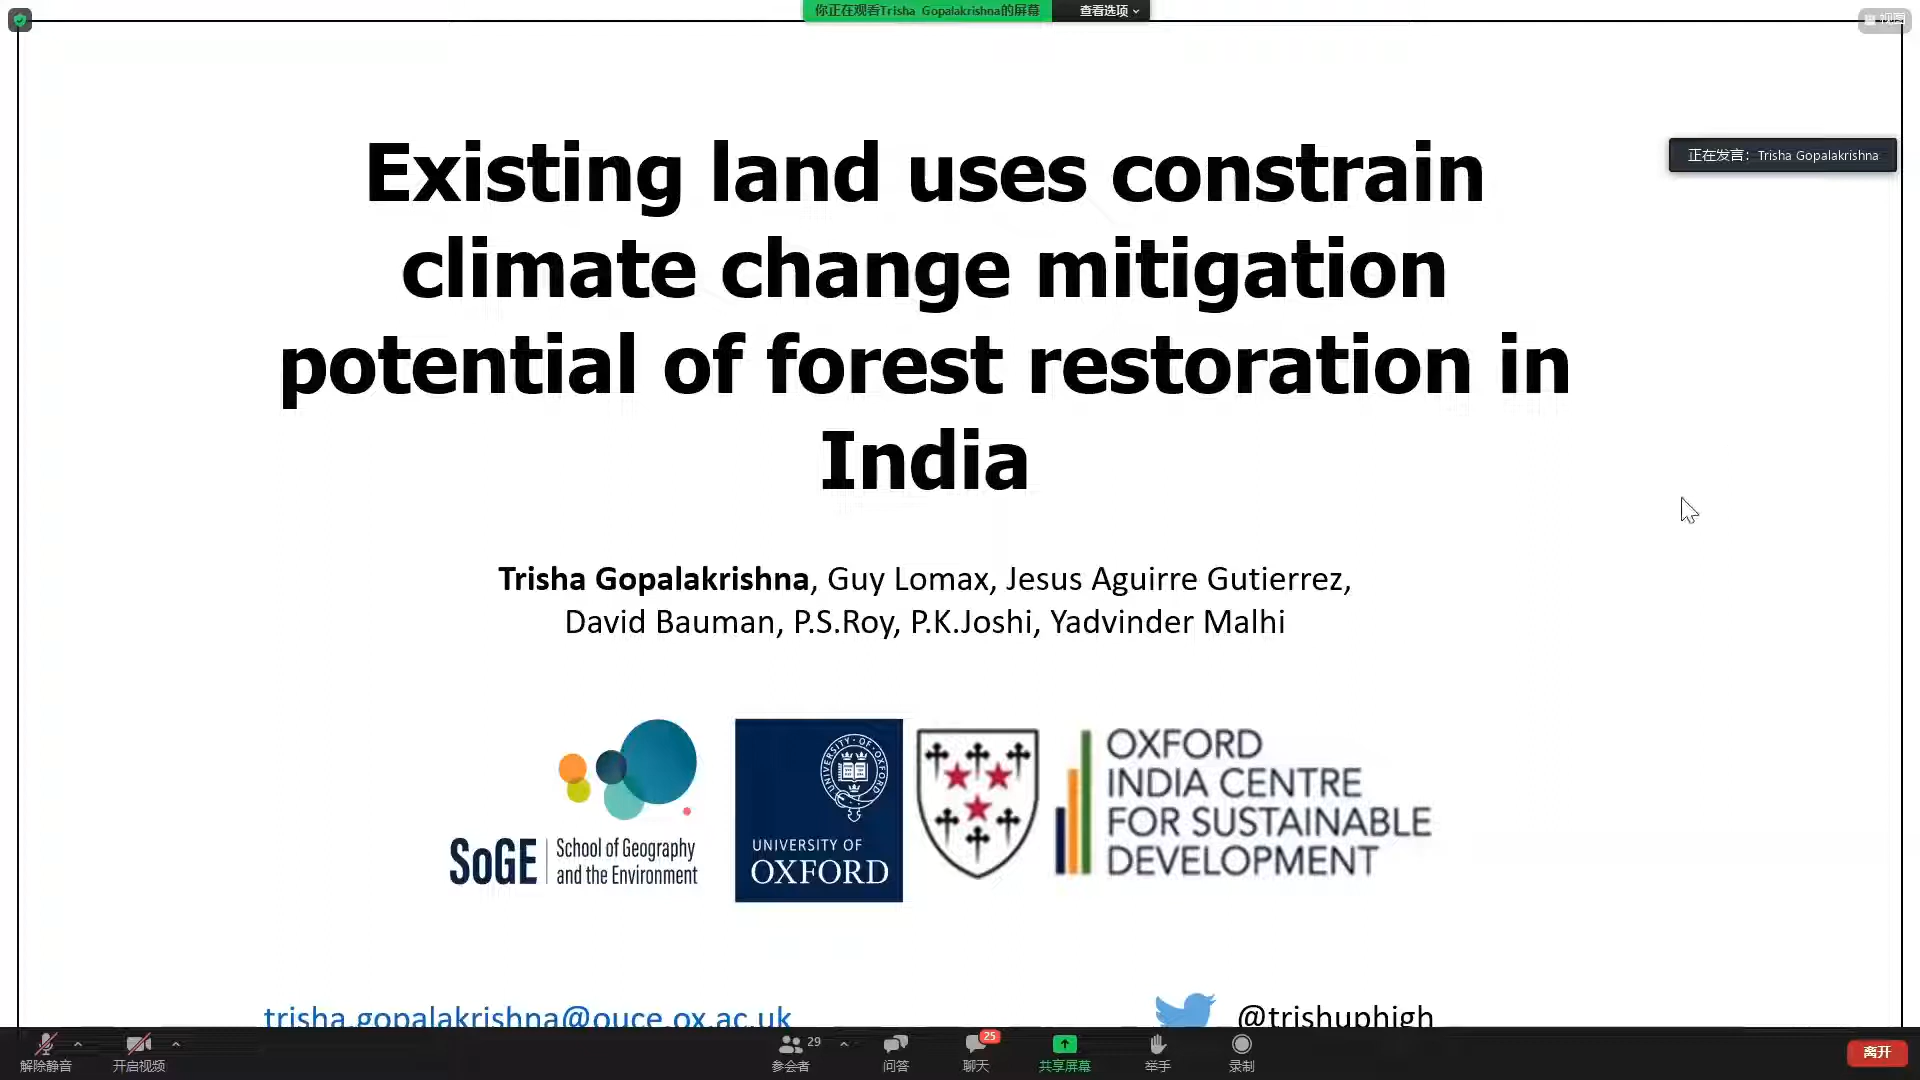 你正在观看Trisha Gopalakrishna的屏幕
查看选项
视图
正在发言: Trisha Gopalakrishna
Existing land uses constrain
climate change mitigation
potential of forest restoration in
India
Trisha Gopalakrishna, Guy Lomax, Jesus Aguirre Gutierrez,
David Bauman, P.S.Roy, P.K.Joshi, Yadvinder Malhi
SoGE
School of Geography
and the Environment
UNIVERSITY·OF·OXFORD
UNIVERSITY OF
OXFORD
OXFORD
INDIA CENTRE
FOR SUSTAINABLE
DEVELOPMENT
trisha.gopalakrishna@ouce.ox.ac.uk
@trishuphigh
解除静音
开启视频
29
参会者
问答
25
聊天
共享屏幕
举手
录制
离开